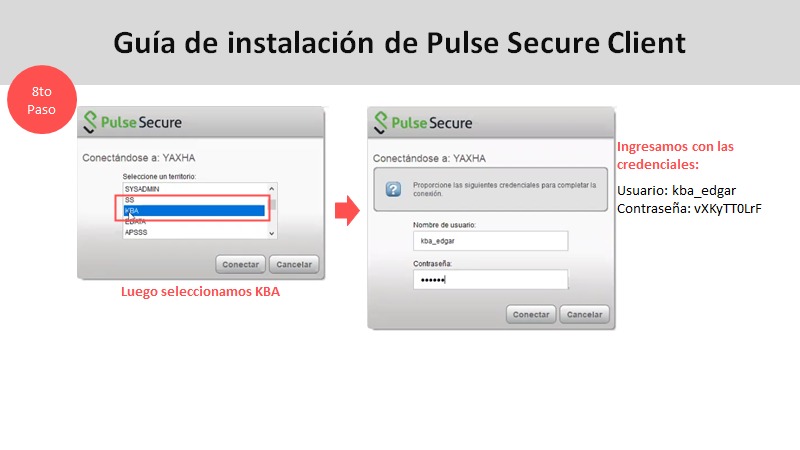 Guía de instalación de Pulse Secure Client
8to
Paso
Pulse Secure
Conectándose a: YAXHA
Seleccione un territorio:
SYSADMIN
SS
KBA
EDATA
APSSS
Conectar
Cancelar
Luego seleccionamos KBA
Pulse Secure
Conectándose a: YAXHA
Proporcione las siguientes credenciales para completar la
conexión.
Nombre de usuario:
kba_edgar
Contraseña:
••••••
Conectar
Cancelar
Ingresamos con las
credenciales:
Usuario: kba_edgar
Contraseña: vXKyTT0LrF